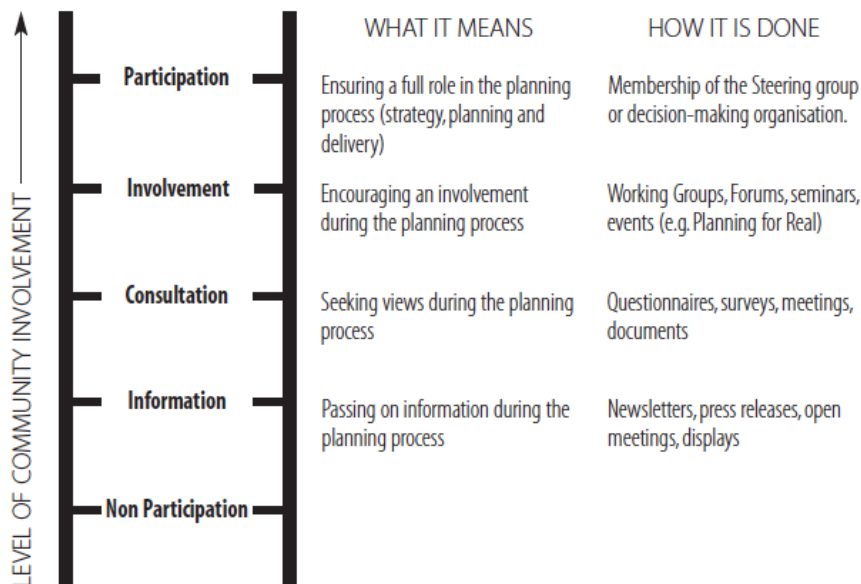 WHAT IT MEANS
HOW IT IS DONE
Participation
Ensuring a full role in the planning
process (strategy, planning and
delivery)
Membership of the Steering group
or decision-making organisation.
Involvement
Encouraging an involvement
during the planning process
Working Groups, Forums, seminars,
events (e.g. Planning for Real)
Consultation
Seeking views during the planning
process
Questionnaires, surveys, meetings,
documents
Information
Passing on information during the
planning process
Newsletters, press releases, open
meetings, displays
Non Participation
LEVEL OF COMMUNITY INVOLVEMENT